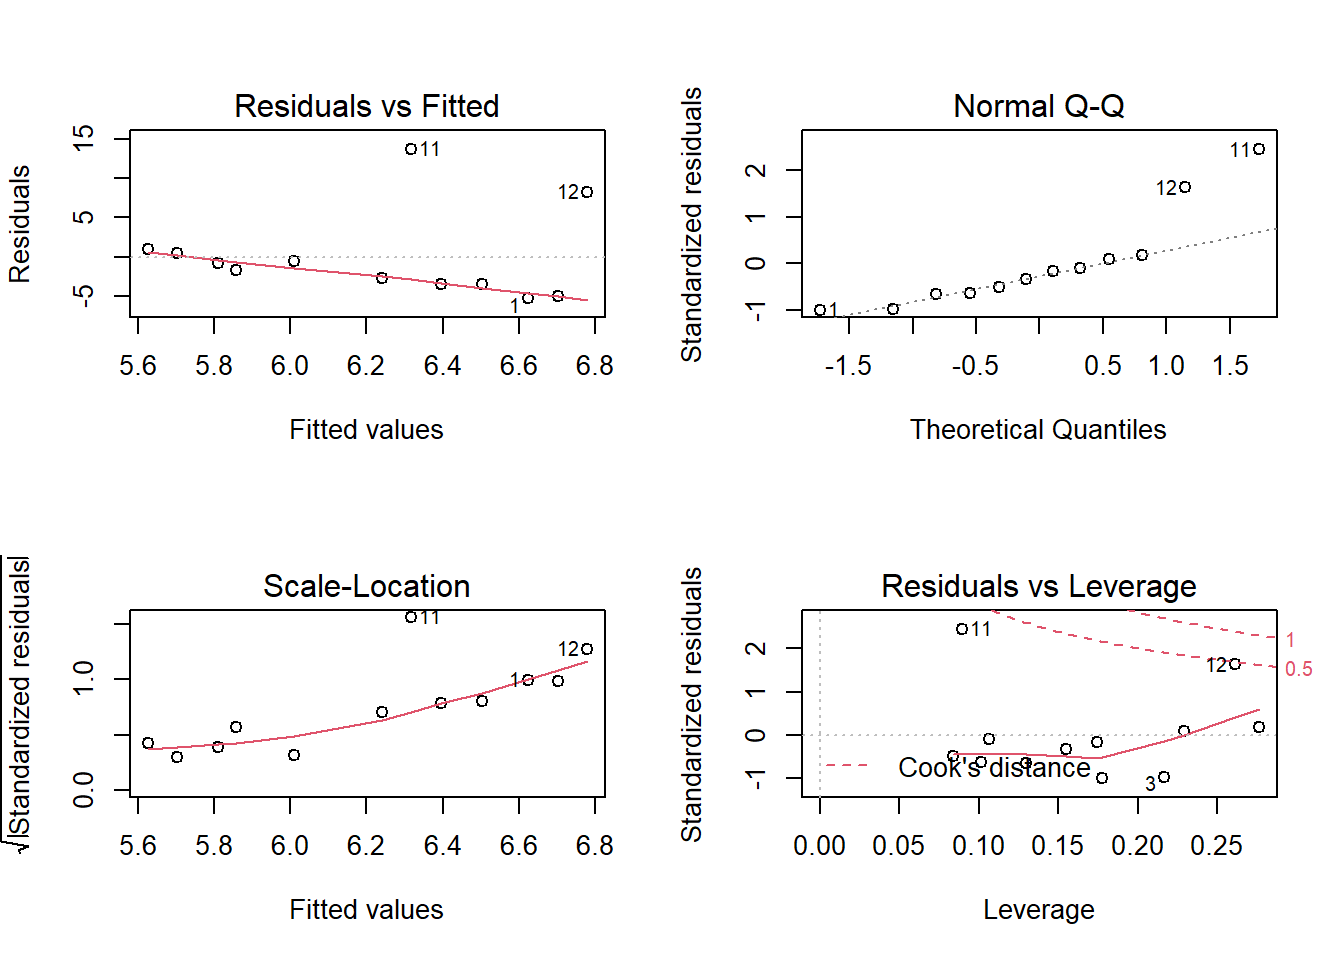 Residuals vs Fitted
Residuals
15
5
-5
11
12
1
5.6 5.8 6.0 6.2 6.4 6.6 6.8
Fitted values
Normal Q-Q
Standardized residuals
2
1
0
-1
11
12
1
-1.5 -0.5 0.5 1.0 1.5
Theoretical Quantiles
Scale-Location
√|Standardized residuals|
1.0
0.0
11
12
1
5.6 5.8 6.0 6.2 6.4 6.6 6.8
Fitted values
Residuals vs Leverage
Standardized residuals
2
1
0
-1
11
12
3
1
0.5
Cook's distance
0.00 0.05 0.10 0.15 0.20 0.25
Leverage